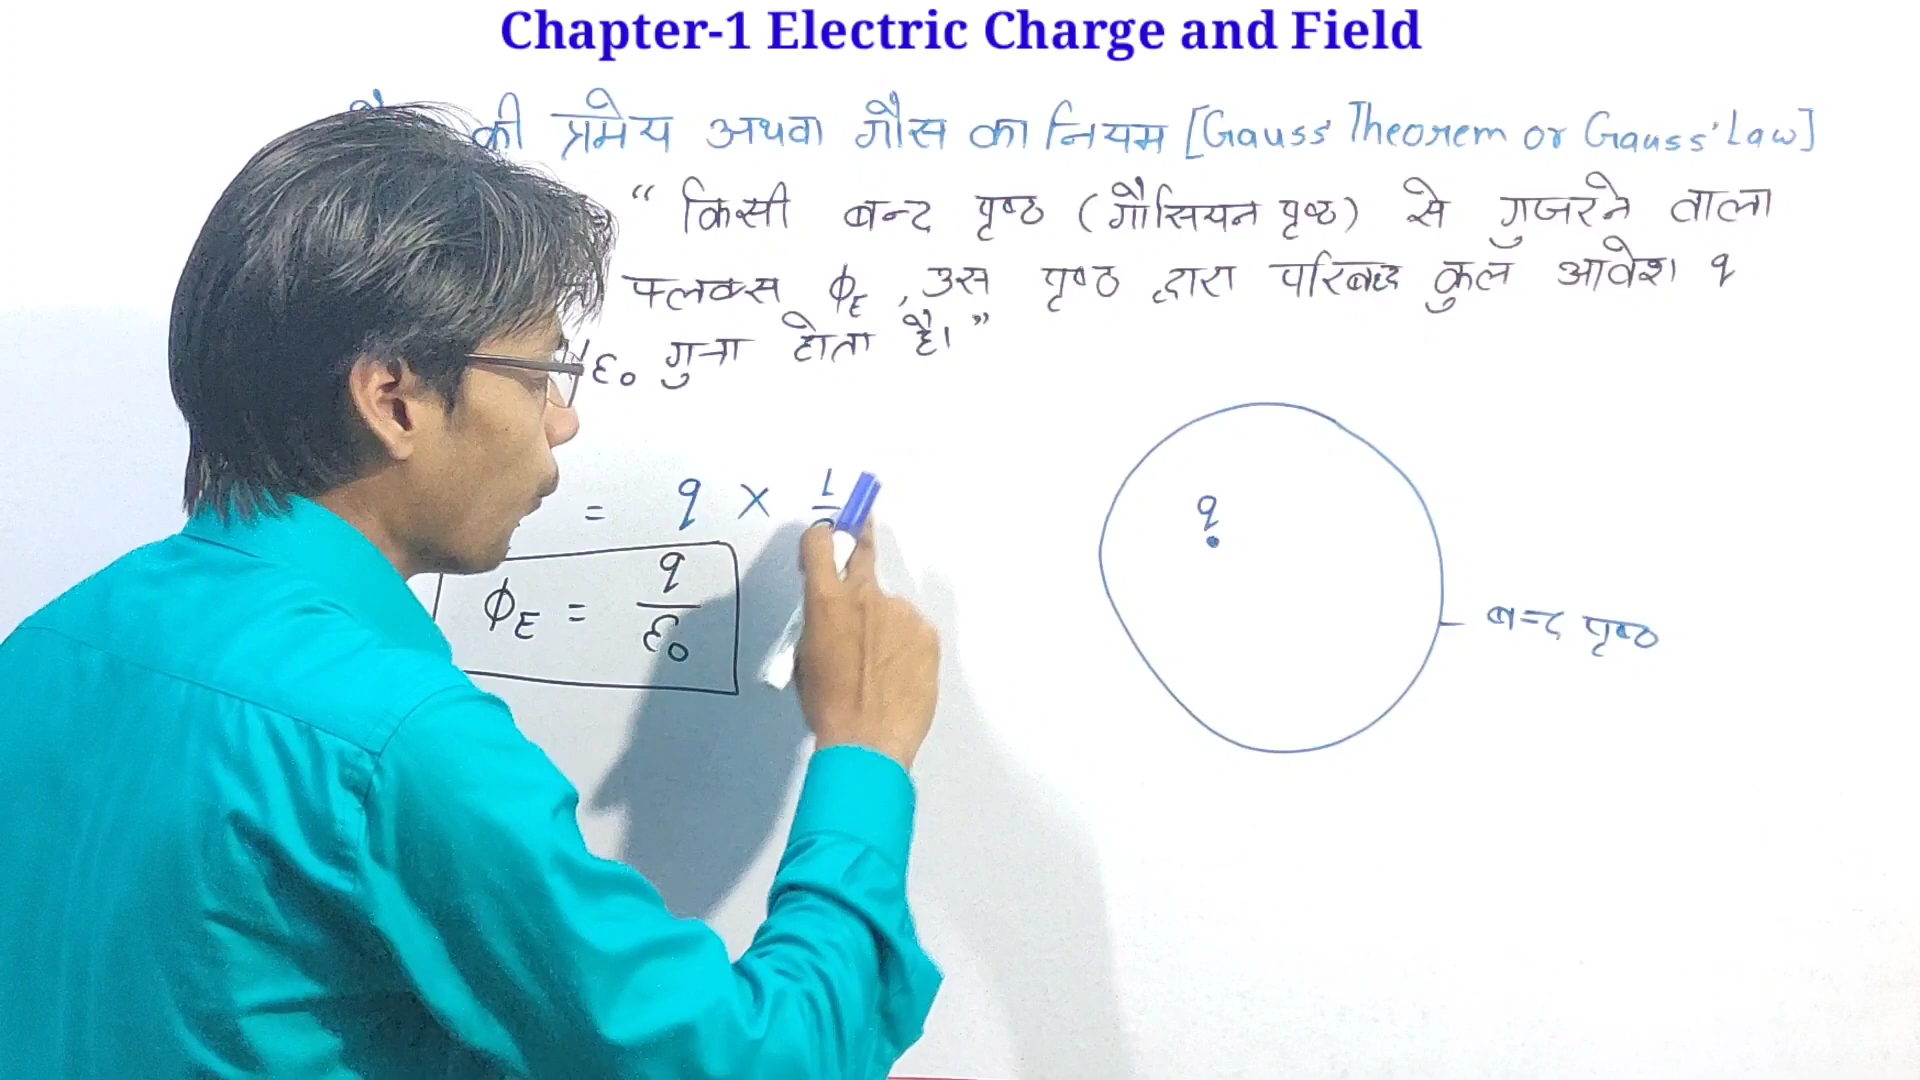 Chapter-1 Electric Charge and Field
की प्रमेय अथवा गौस का नियम [Gauss' Theorem or Gauss' Law]
“ किसी बन्द पृष्ठ (गौसियन पृष्ठ) से गुजरने वाला
फ्लक्स ϕE , उस पृष्ठ द्वारा परिबद्ध कुल आवेश q
ε0 गुना होता है। ”
= q × 1
ϕE = q/ε0
q
बन्द पृष्ठ